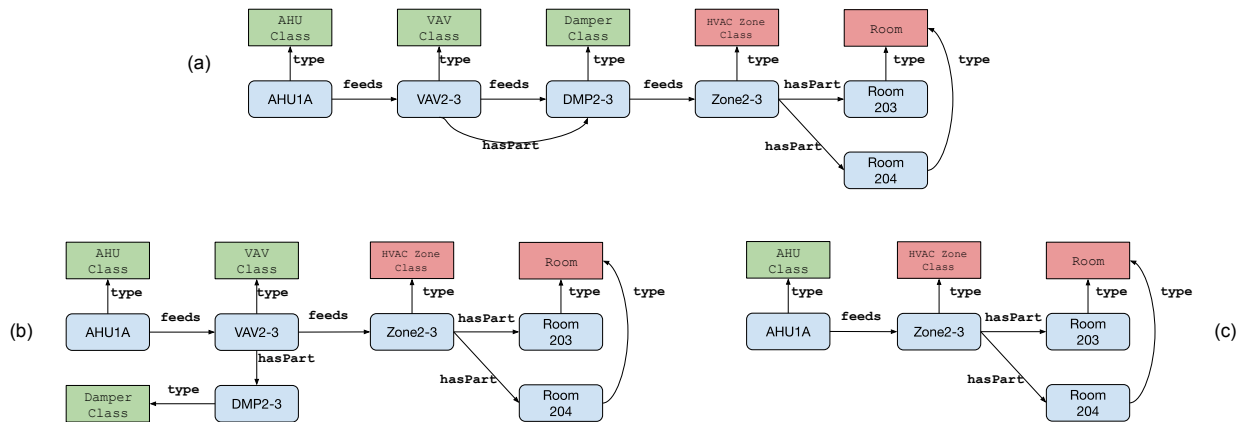 AHU
Class
VAV
Class
Damper
Class
HVAC Zone
Class
Room
(a)
type
type
type
type
type
type
feeds
feeds
feeds
hasPart
AHU1A
VAV2-3
DMP2-3
Zone2-3
Room
203
hasPart
hasPart
Room
204
AHU
Class
VAV
Class
HVAC Zone
Class
Room
type
type
type
type
type
(b)
feeds
feeds
hasPart
AHU1A
VAV2-3
Zone2-3
Room
203
hasPart
hasPart
Damper
Class
type
DMP2-3
Room
204
AHU
Class
HVAC Zone
Class
Room
type
type
type
type
feeds
hasPart
AHU1A
Zone2-3
Room
203
(c)
hasPart
Room
204